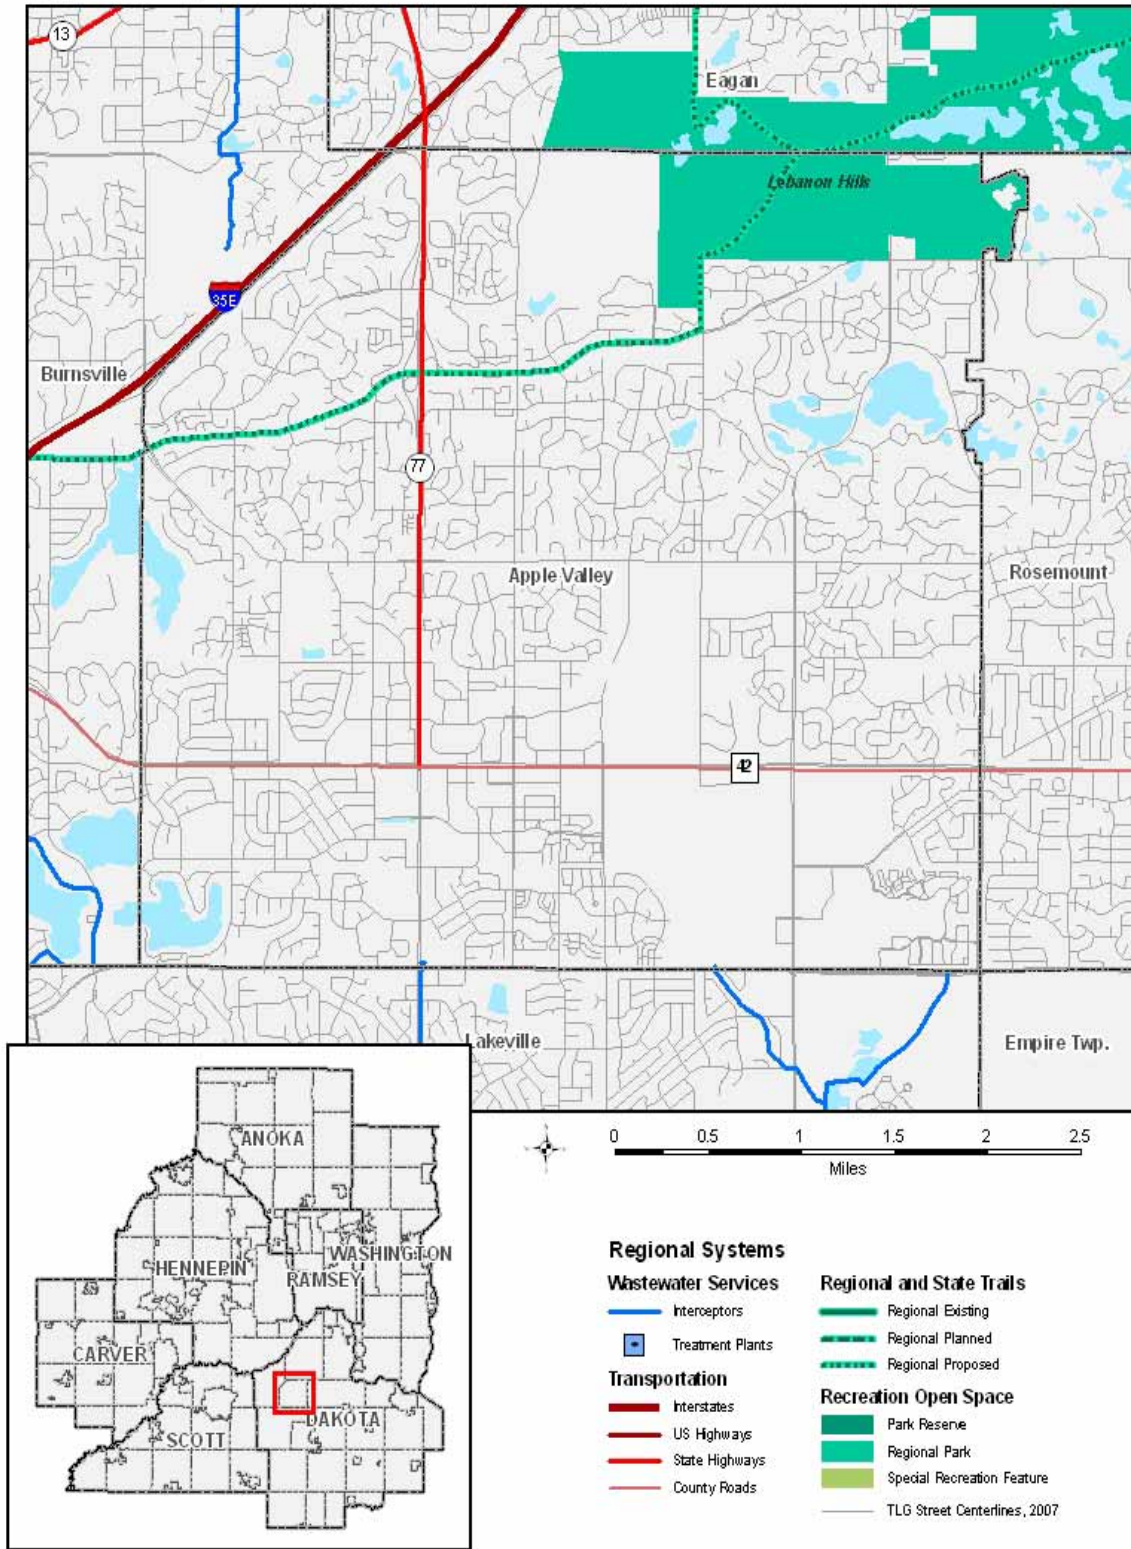 13
Eagan
Lebanon Hills
35E
Burnsville
77
Apple Valley
Rosemount
42
Lakeville
Empire Twp.
ANOKA
WASHINGTON
HENNEPIN
RAMSEY
CARVER
DAKOTA
SCOTT
0 0.5 1 1.5 2 2.5
Miles
Regional Systems
Wastewater Services
Interceptors
Treatment Plants
Transportation
Interstates
US Highways
State Highways
County Roads
Regional and State Trails
Regional Existing
Regional Planned
Regional Proposed
Recreation Open Space
Park Reserve
Regional Park
Special Recreation Feature
TLG Street Centerlines, 2007